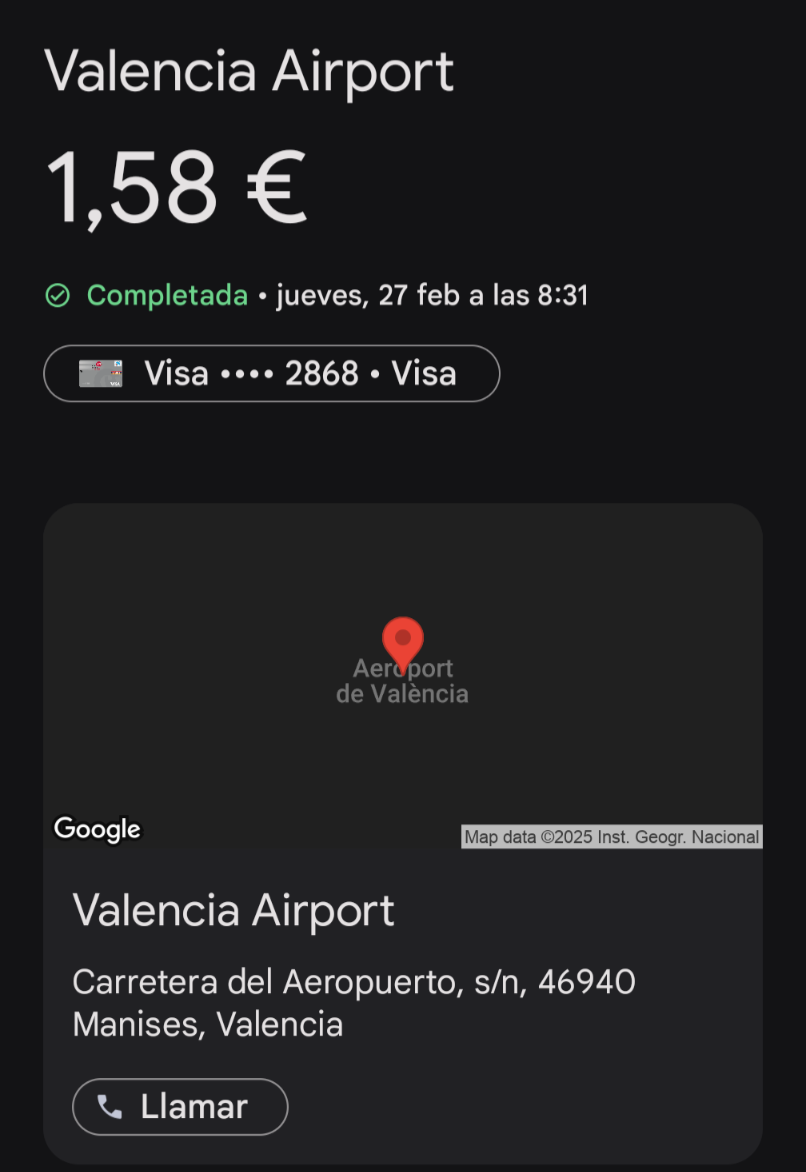 Valencia Airport
1,58 €
Completada • jueves, 27 feb a las 8:31
Visa •••• 2868 • Visa
Aeroport
de València
Google
Map data ©2025 Inst. Geogr. Nacional
Valencia Airport
Carretera del Aeropuerto, s/n, 46940
Manises, Valencia
Llamar